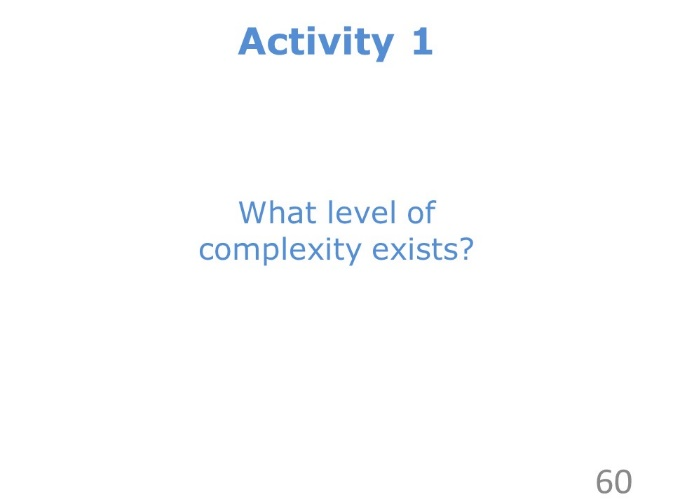 Activity 1
What level of
complexity exists?
60